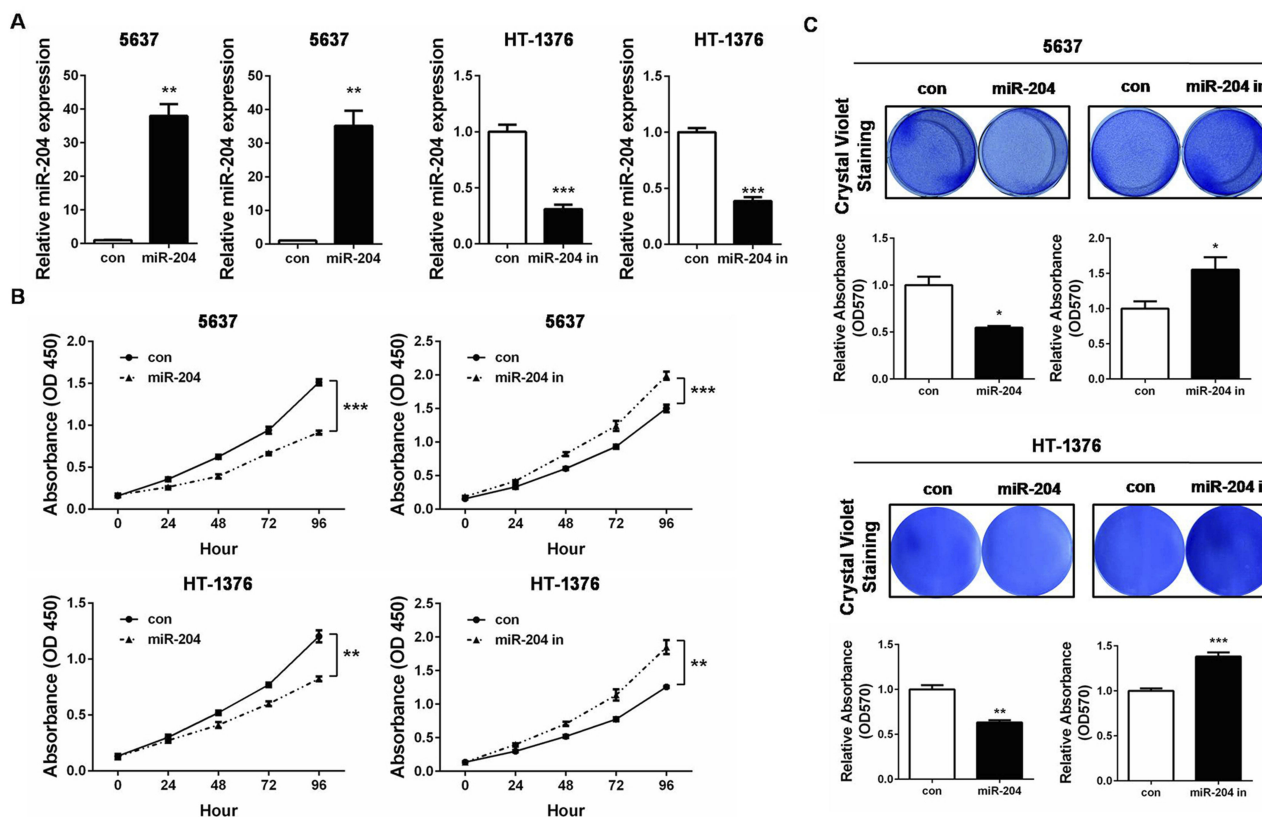 A
5637
Relative miR-204 expression
50
40
30
20
10
0
**
con
miR-204
5637
Relative miR-204 expression
50
40
30
20
10
0
**
con
miR-204
HT-1376
Relative miR-204 expression
1.5
1.0
0.5
0.0
***
con
miR-204 in
HT-1376
Relative miR-204 expression
1.5
1.0
0.5
0.0
***
con
miR-204 in
B
5637
Absorbance (OD 450)
2.0
1.5
1.0
0.5
0.0
con
miR-204
***
0 24 48 72 96
Hour
5637
Absorbance (OD 450)
2.5
2.0
1.5
1.0
0.5
0.0
con
miR-204 in
***
0 24 48 72 96
Hour
HT-1376
Absorbance (OD 450)
1.5
1.0
0.5
0.0
con
miR-204
**
0 24 48 72 96
Hour
HT-1376
Absorbance (OD 450)
2.5
2.0
1.5
1.0
0.5
0.0
con
miR-204 in
**
0 24 48 72 96
Hour
C
5637
con miR-204 con miR-204 in
Crystal Violet
Staining
Relative Absorbance
(OD570)
1.5
1.0
0.5
0.0
*
con
miR-204
Relative Absorbance
(OD570)
2.0
1.5
1.0
0.5
0.0
*
con
miR-204 in
HT-1376
con miR-204 con miR-204 in
Crystal Violet
Staining
Relative Absorbance
(OD570)
1.5
1.0
0.5
0.0
**
con
miR-204
Relative Absorbance
(OD570)
1.5
1.0
0.5
0.0
***
con
miR-204 in